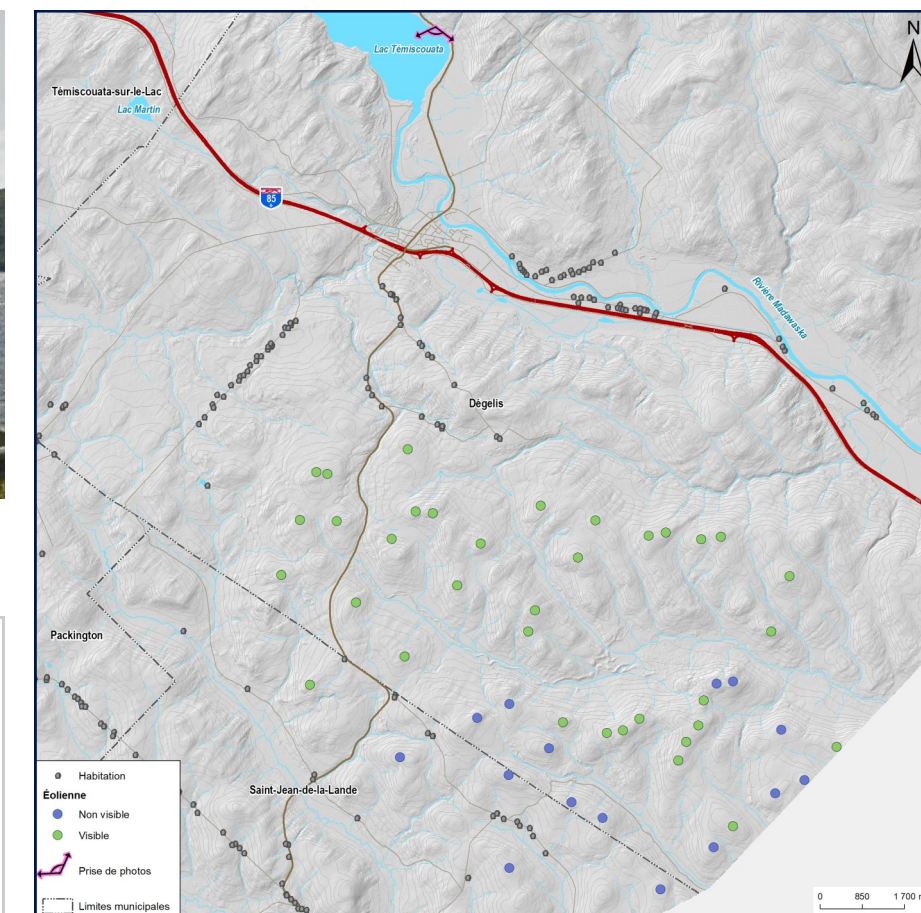 N
Lac Témiscouata
Témiscouata-sur-le-Lac
Lac Martin
85
Rivière Madawaska
Dégelis
Packington
Saint-Jean-de-la-Lande
Habitation
Éolienne
Non visible
Visible
Prise de photos
Limites municipales
0 850 1 700 m